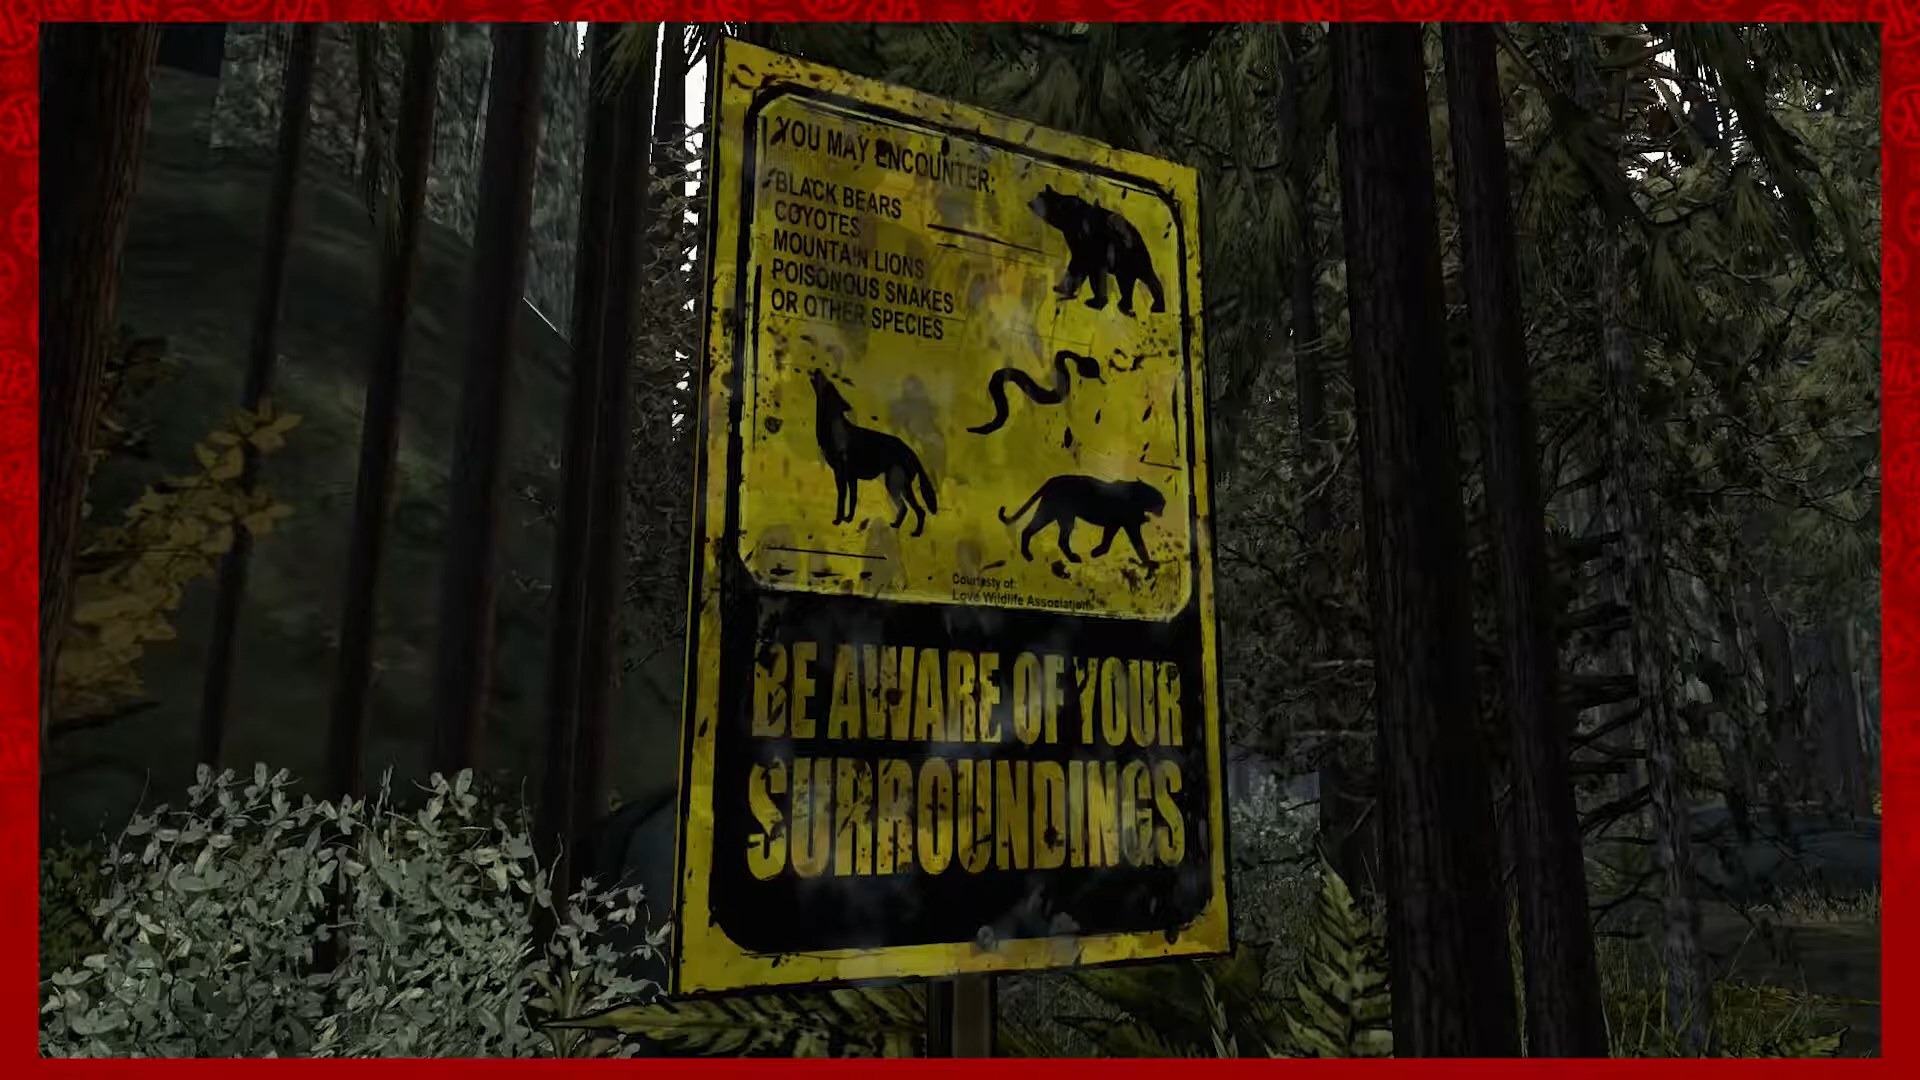 YOU MAY ENCOUNTER:
BLACK BEARS
COYOTES
MOUNTAIN LIONS
POISONOUS SNAKES
OR OTHER SPECIES
Courtesy of:
Love Wildlife Association
BE AWARE OF YOUR
SURROUNDINGS